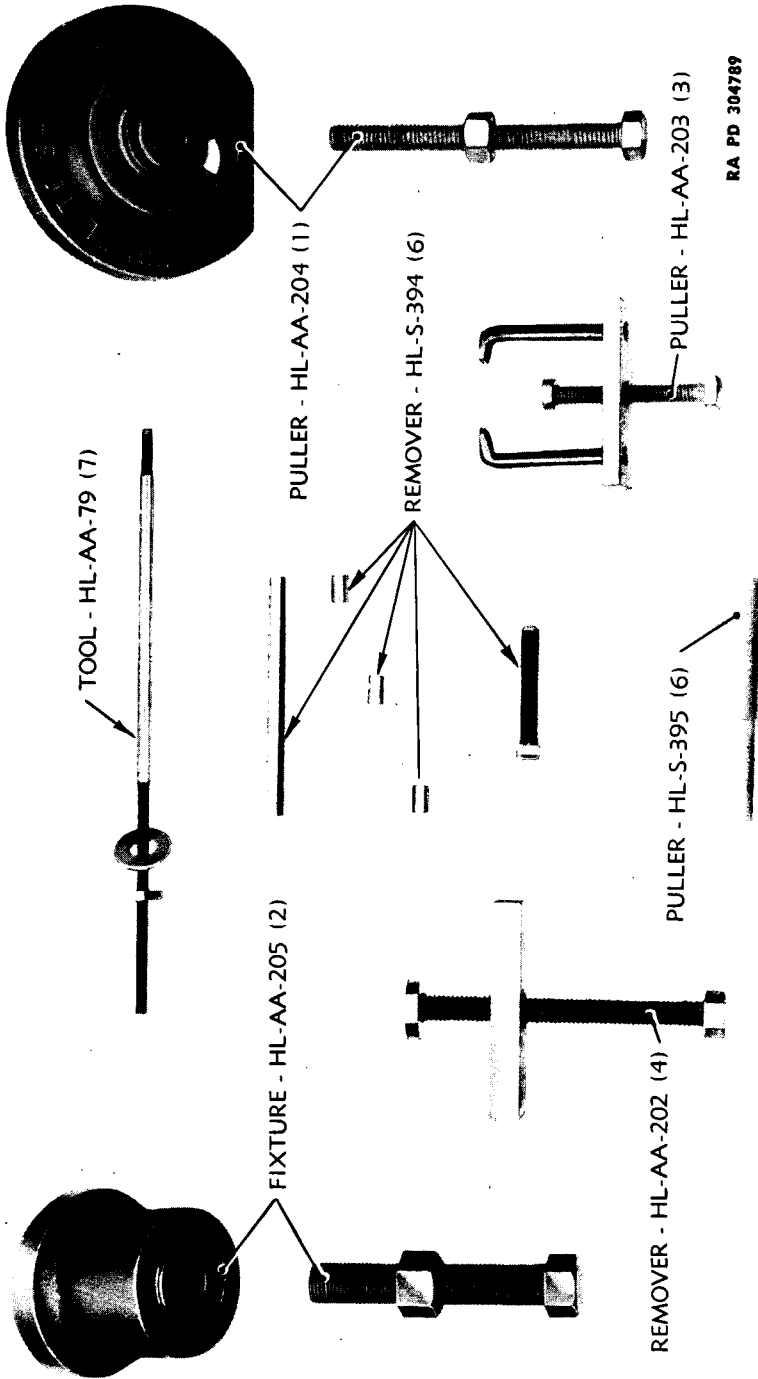 TOOL - HL-AA-79 (7)
FIXTURE - HL-AA-205 (2)
PULLER - HL-AA-204 (1)
REMOVER - HL-S-394 (6)
REMOVER - HL-AA-202 (4)
PULLER - HL-S-395 (6)
PULLER - HL-AA-203 (3)
RA PD 304789